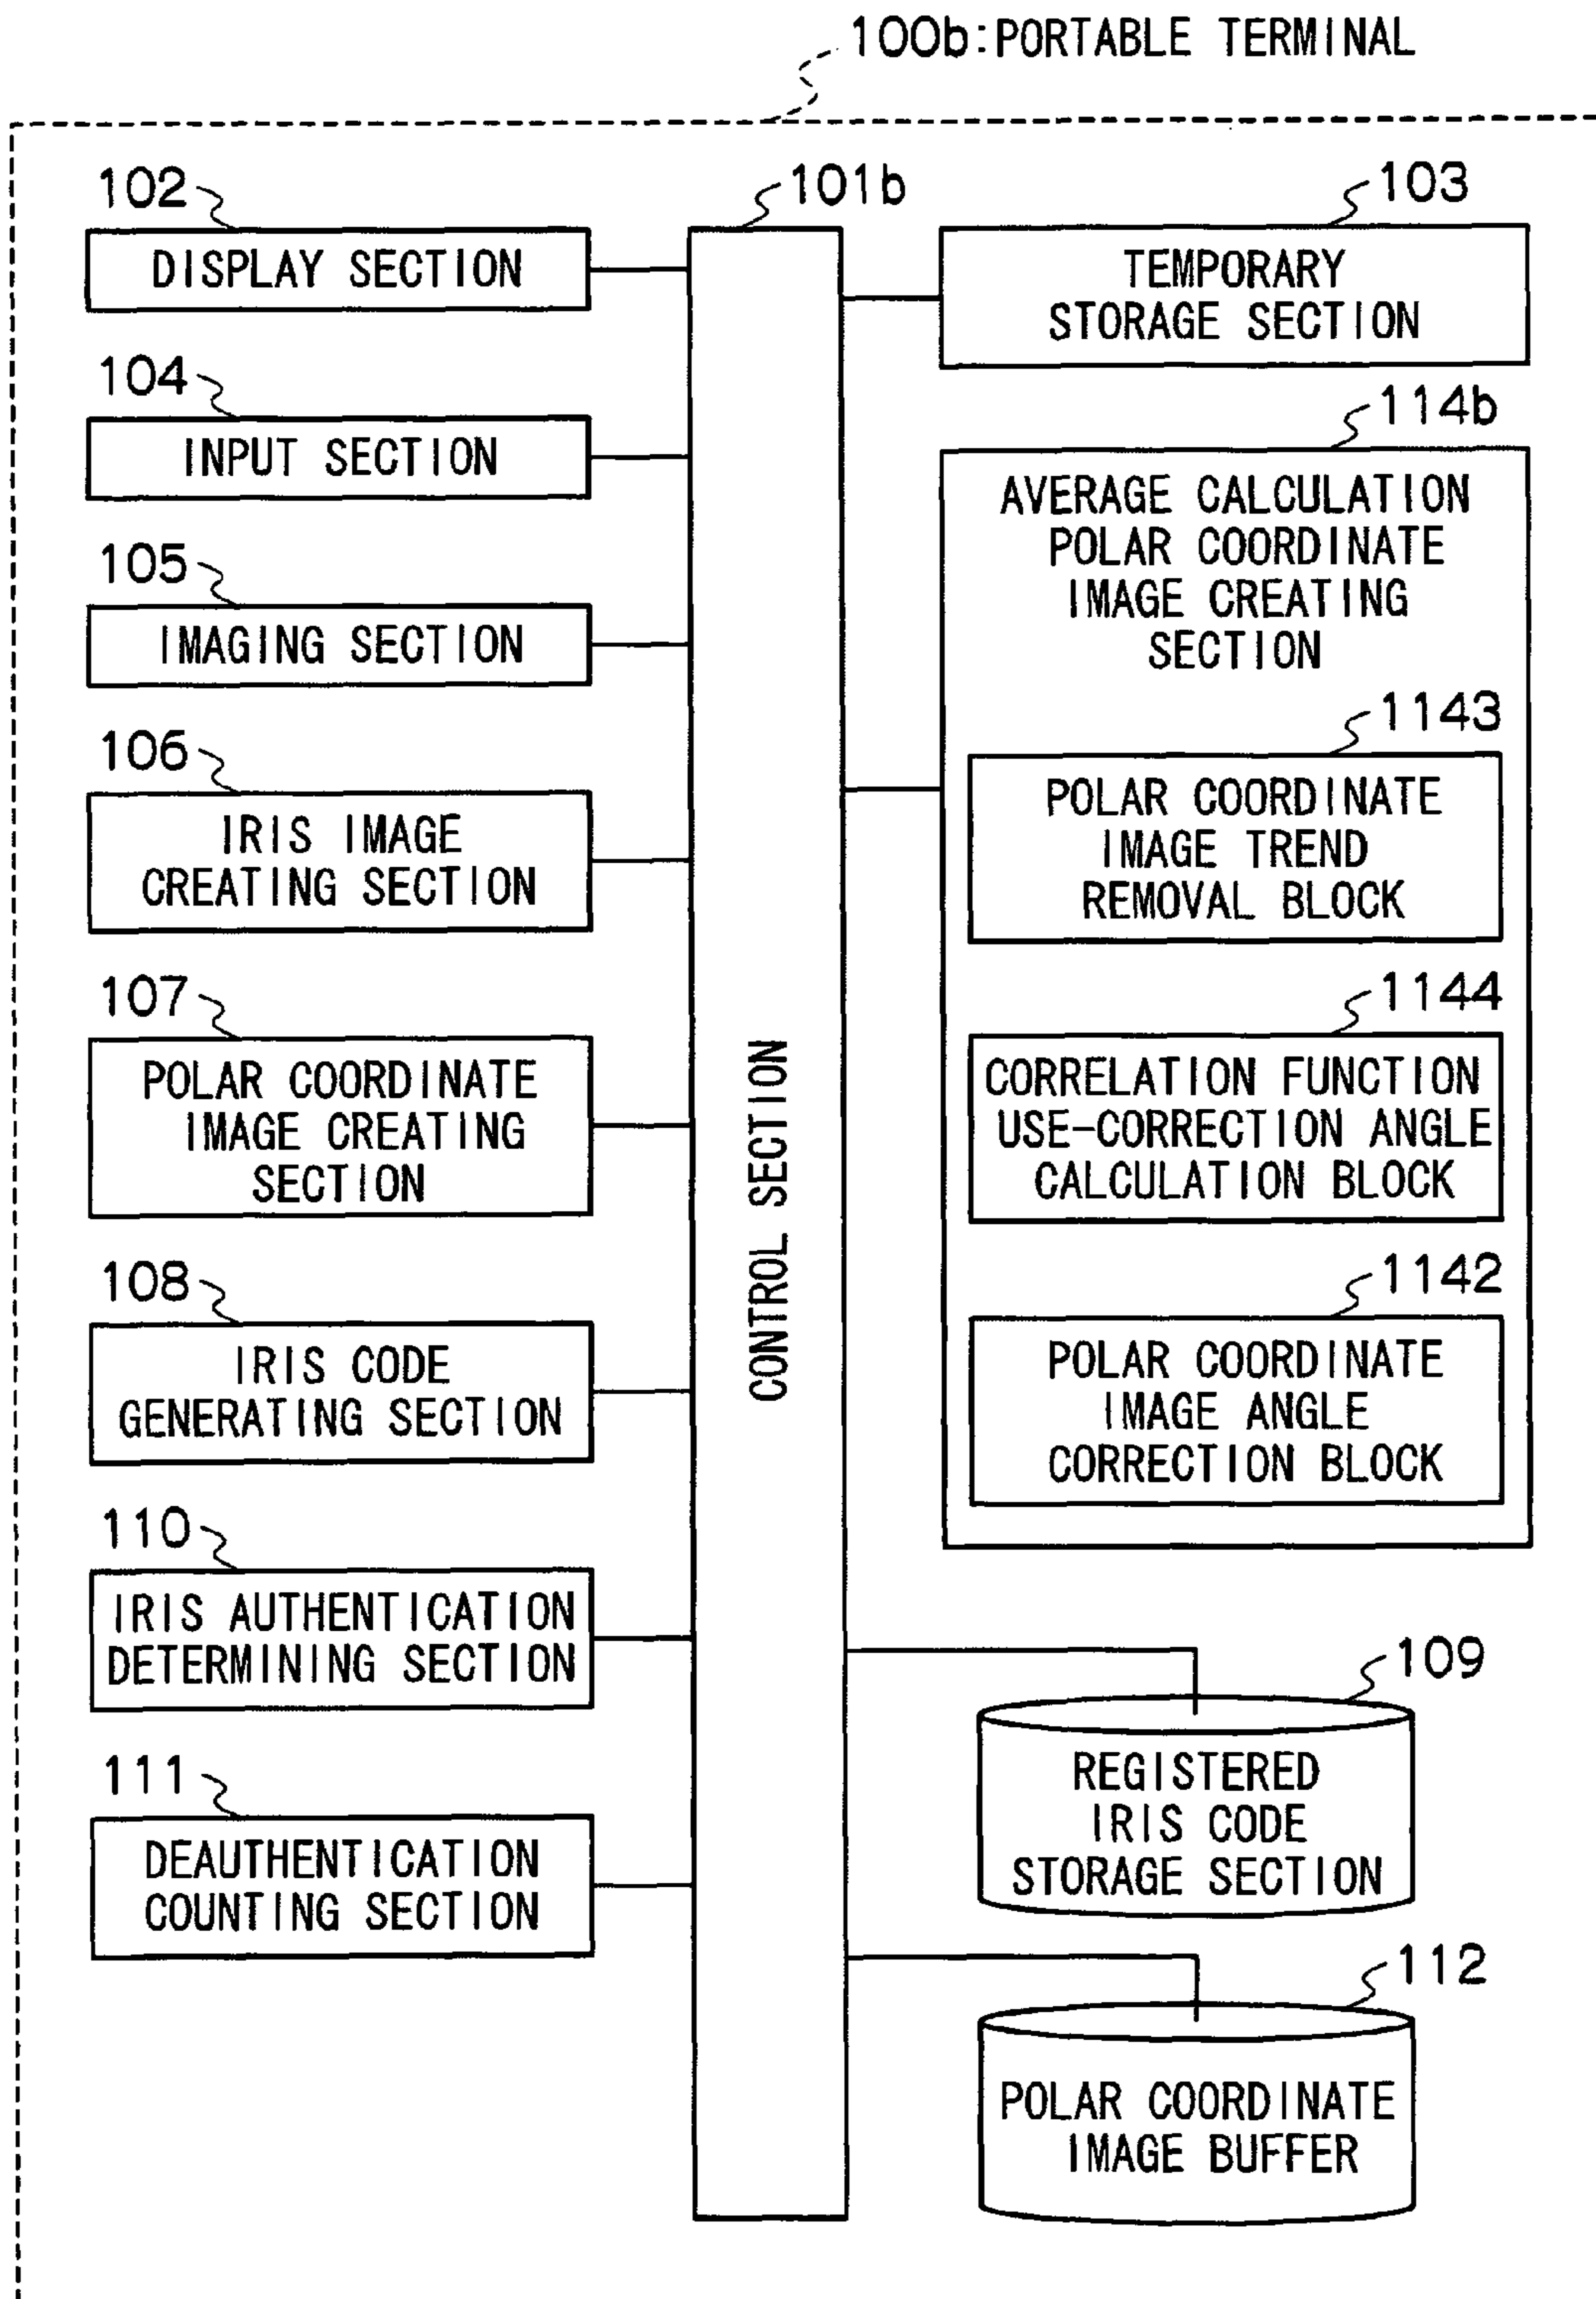 100b:PORTABLE TERMINAL
102
DISPLAY SECTION
104
INPUT SECTION
105
IMAGING SECTION
106
IRIS IMAGE
CREATING SECTION
107
POLAR COORDINATE
IMAGE CREATING
SECTION
108
IRIS CODE
GENERATING SECTION
110
IRIS AUTHENTICATION
DETERMINING SECTION
111
DEAUTHENTICATION
COUNTING SECTION
101b
CONTROL SECTION
103
TEMPORARY
STORAGE SECTION
114b
AVERAGE CALCULATION
POLAR COORDINATE
IMAGE CREATING
SECTION
1143
POLAR COORDINATE
IMAGE TREND
REMOVAL BLOCK
1144
CORRELATION FUNCTION
USE-CORRECTION ANGLE
CALCULATION BLOCK
1142
POLAR COORDINATE
IMAGE ANGLE
CORRECTION BLOCK
109
REGISTERED
IRIS CODE
STORAGE SECTION
112
POLAR COORDINATE
IMAGE BUFFER